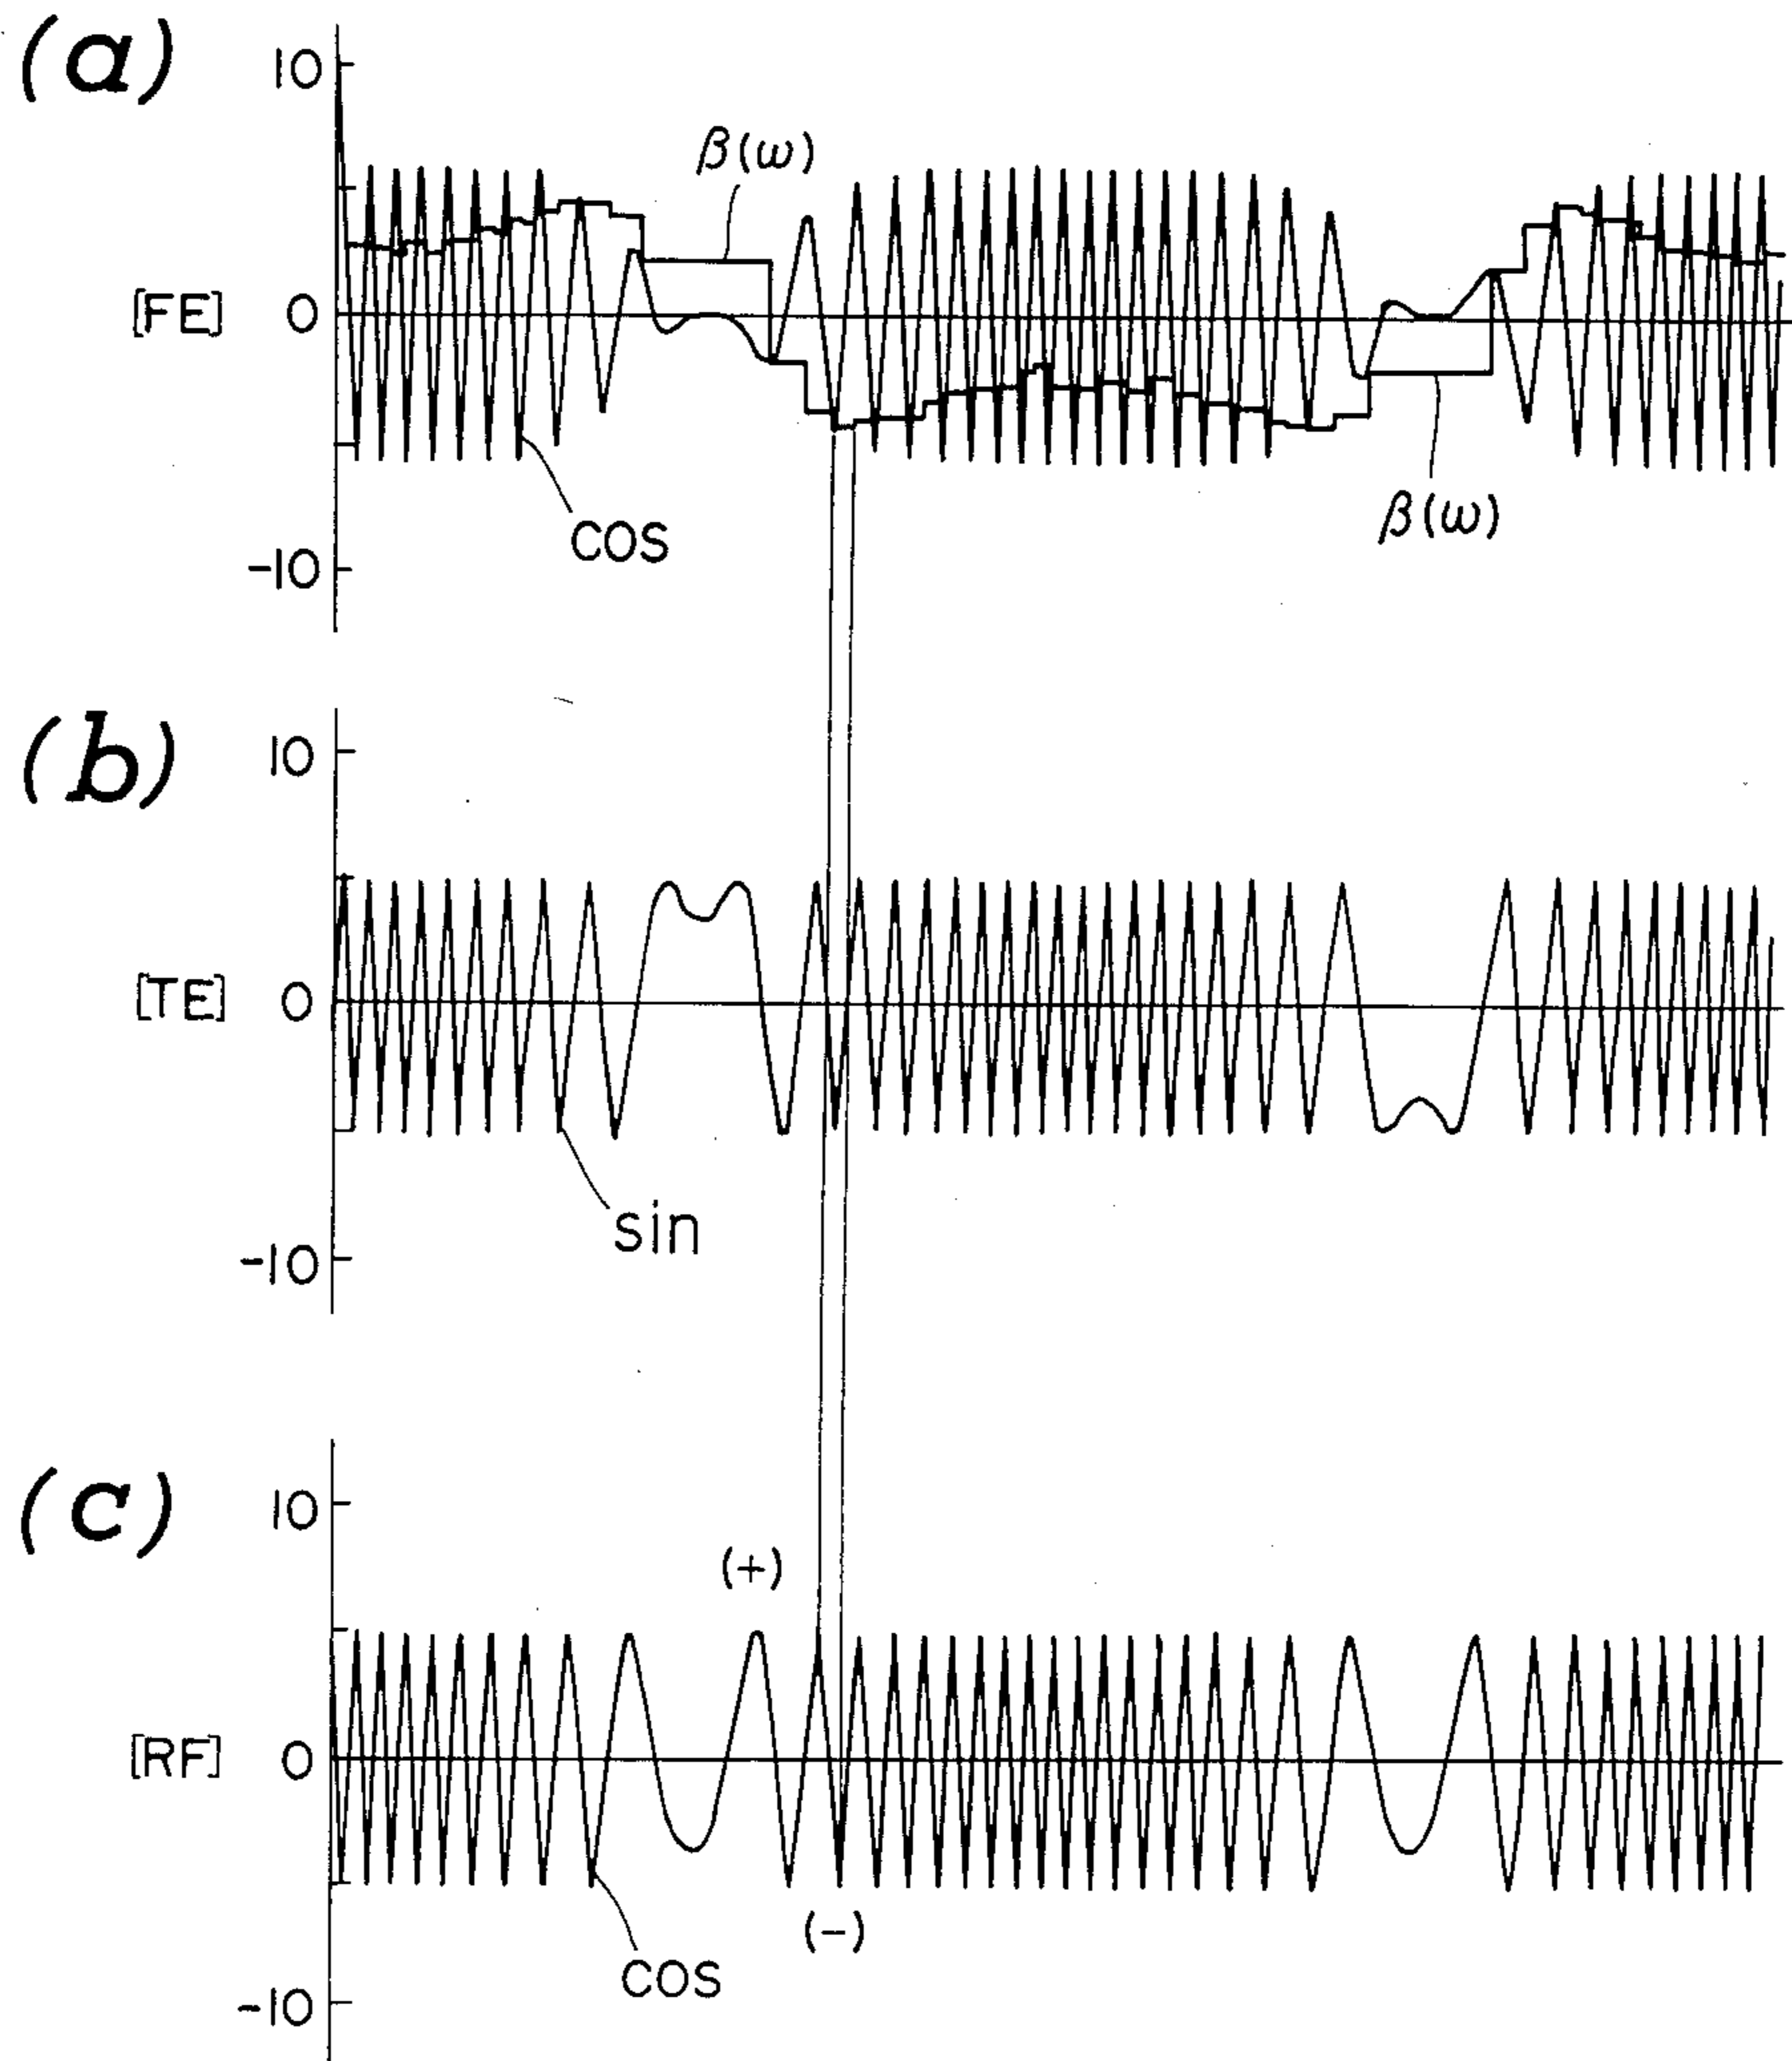 (a)
10
β(ω)
[FE] 0
cos
β(ω)
-10
(b)
10
[TE] 0
sin
-10
(c)
10
(+)
[RF] 0
(-)
cos
-10